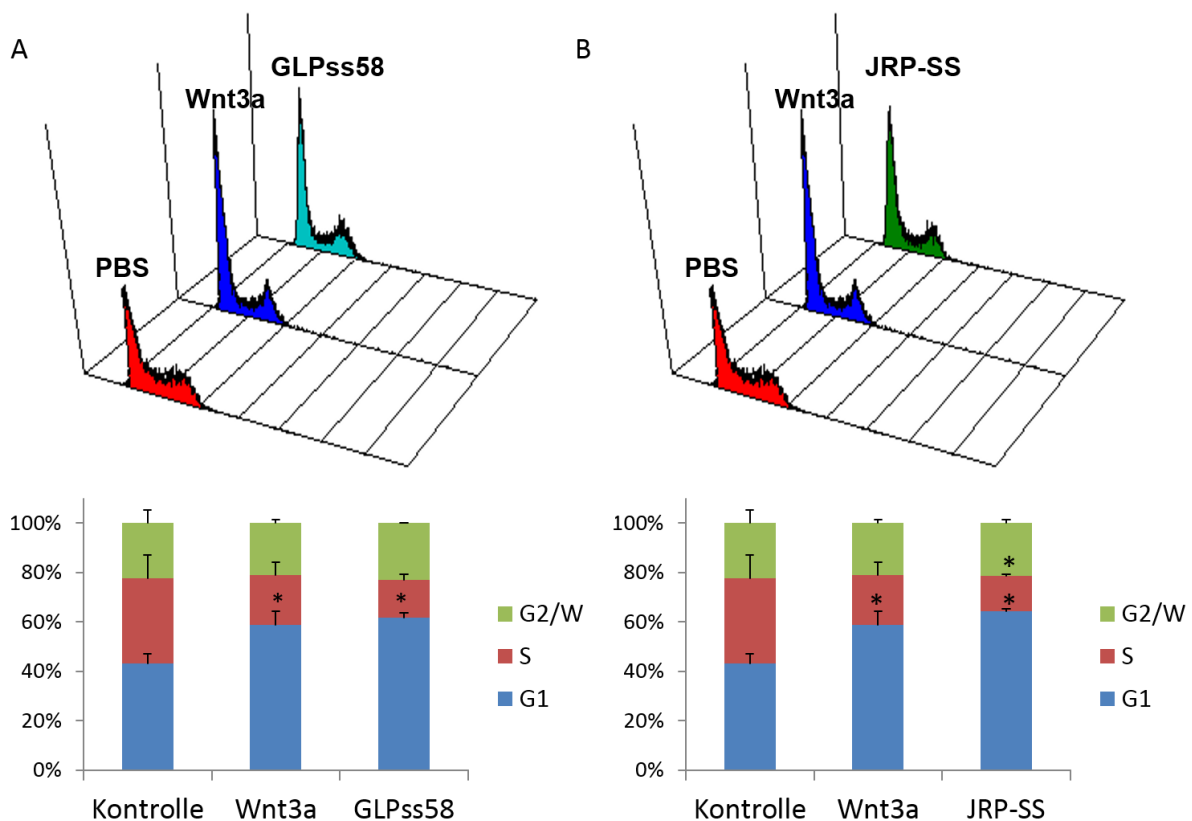 A
GLPss58
Wnt3a
PBS
100%
80%
60%
40%
20%
0%
*
*
G2/W
S
G1
Kontrolle
Wnt3a
GLPss58
B
JRP-SS
Wnt3a
PBS
100%
80%
60%
40%
20%
0%
*
*
*
G2/W
S
G1
Kontrolle
Wnt3a
JRP-SS